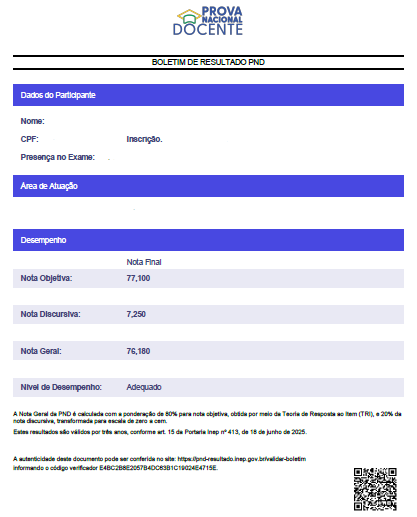 PROVA
NACIONAL
DOCENTE
BOLETIM DE RESULTADO PND
Dados do Participante
Nome:
CPF: Inscrição.
Presença no Exame:
Área de Atuação
Desempenho
Nota Final
Nota Objetiva: 77,100
Nota Discursiva: 7,250
Nota Geral: 76,180
Nível de Desempenho: Adequado
A Nota Geral da PND é calculada com a ponderação de 80% para nota objetiva, obtida por meio da Teoria de Resposta ao Item (TRI), e 20% da
nota discursiva, transformada para escala de zero a cem.
Estes resultados são válidos por três anos, conforme art. 15 da Portaria Inep nº 413, de 18 de junho de 2025.
A autenticidade deste documento pode ser conferida no site: https://pnd-resultado.inep.gov.br/validar-boletim
informando o código verificador